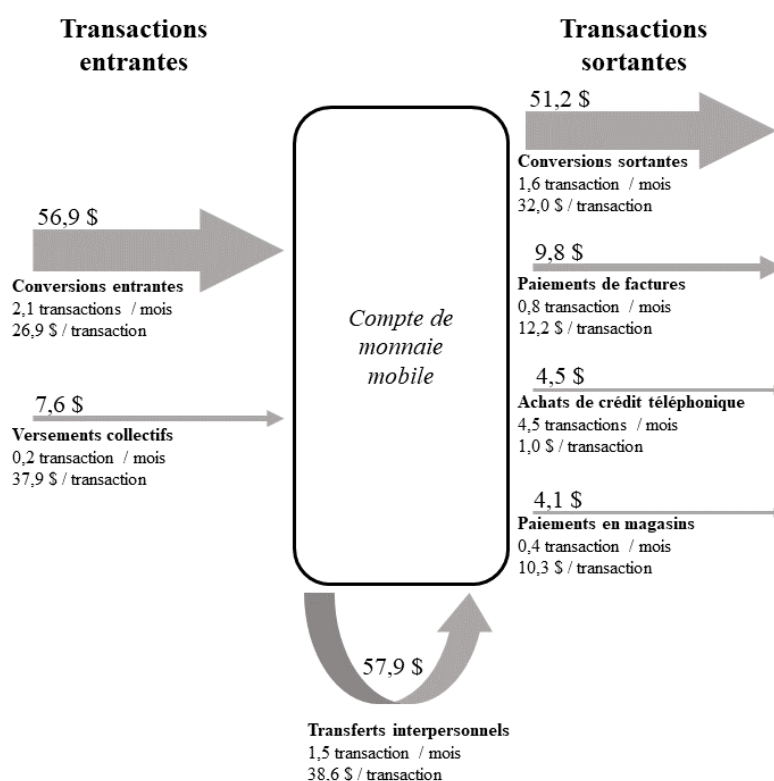 Transactions
entrantes
Transactions
sortantes
56,9 $
Conversions entrantes
2,1 transactions / mois
26,9 $ / transaction
7,6 $
Versements collectifs
0,2 transaction / mois
37,9 $ / transaction
Compte de
monnaie
mobile
51,2 $
Conversions sortantes
1,6 transaction / mois
32,0 $ / transaction
9,8 $
Paiements de factures
0,8 transaction / mois
12,2 $ / transaction
4,5 $
Achats de crédit téléphonique
4,5 transactions / mois
1,0 $ / transaction
4,1 $
Paiements en magasins
0,4 transaction / mois
10,3 $ / transaction
57,9 $
Transferts interpersonnels
1,5 transaction / mois
38,6 $ / transaction